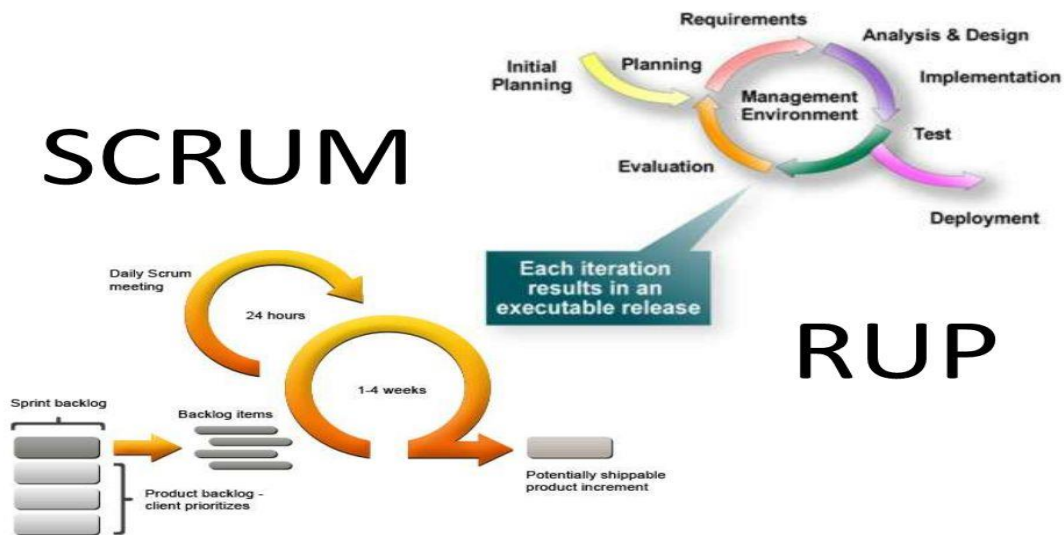 SCRUM
Daily Scrum
meeting
24 hours
1-4 weeks
Sprint backlog
Backlog items
Product backlog -
client prioritizes
Potentially shippable
product increment
Requirements
Analysis & Design
Planning
Initial
Planning
Implementation
Management
Environment
Test
Evaluation
Deployment
Each iteration
results in an
executable release
RUP